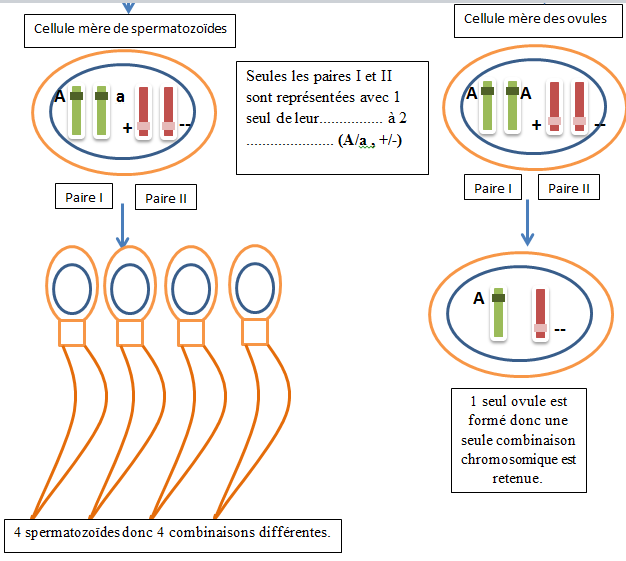 Cellule mère de spermatozoïdes
Cellule mère des ovules
A
a
+
--
Seules les paires I et II
sont représentées avec 1
seul de leur................ à 2
...................... (A/a , +/-)
A
A
+
--
Paire I
Paire II
Paire I
Paire II
A
--
1 seul ovule est
formé donc une
seule combinaison
chromosomique est
retenue.
4 spermatozoïdes donc 4 combinaisons différentes.